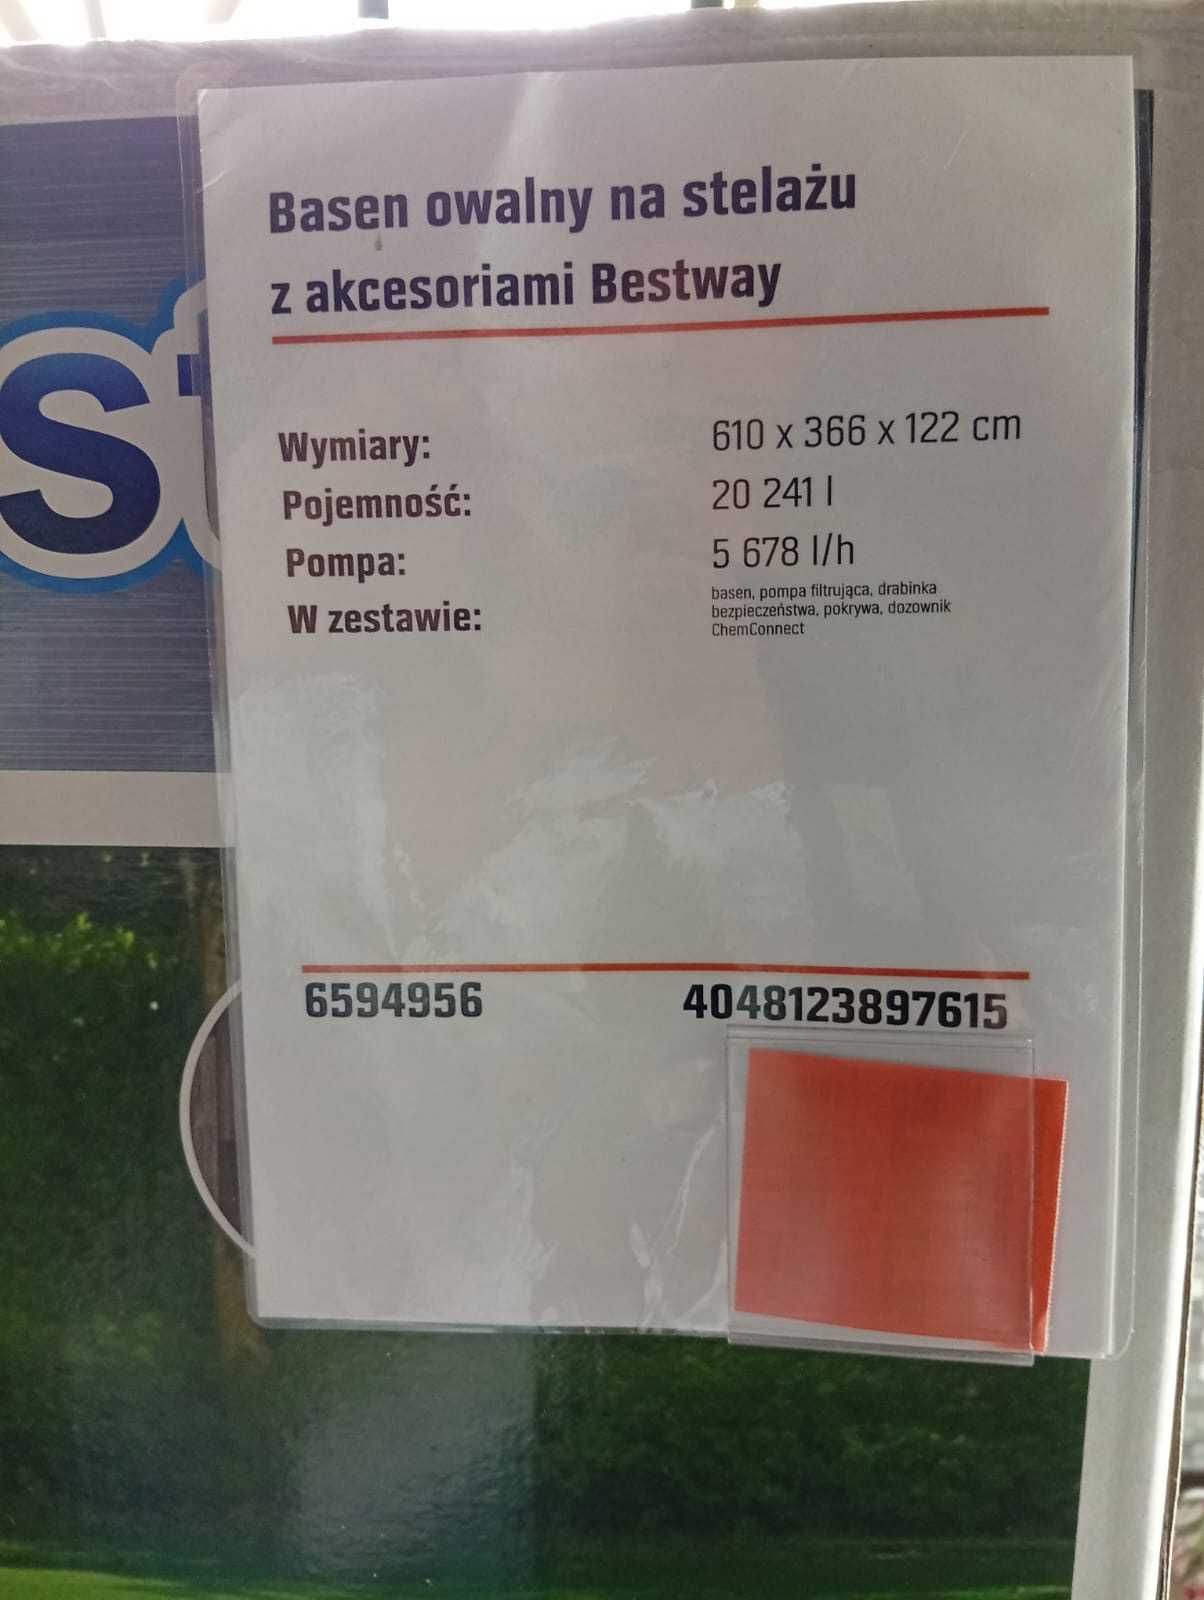 Basen owalny na stelażu
z akcesoriami Bestway
st
Wymiary: 610 x 366 x 122 cm
Pojemność: 20 241 l
Pompa: 5 678 l/h
W zestawie: basen, pompa filtrująca, drabinka
bezpieczeństwa, pokrywa, dozownik
ChemConnect
6594956 4048123897615